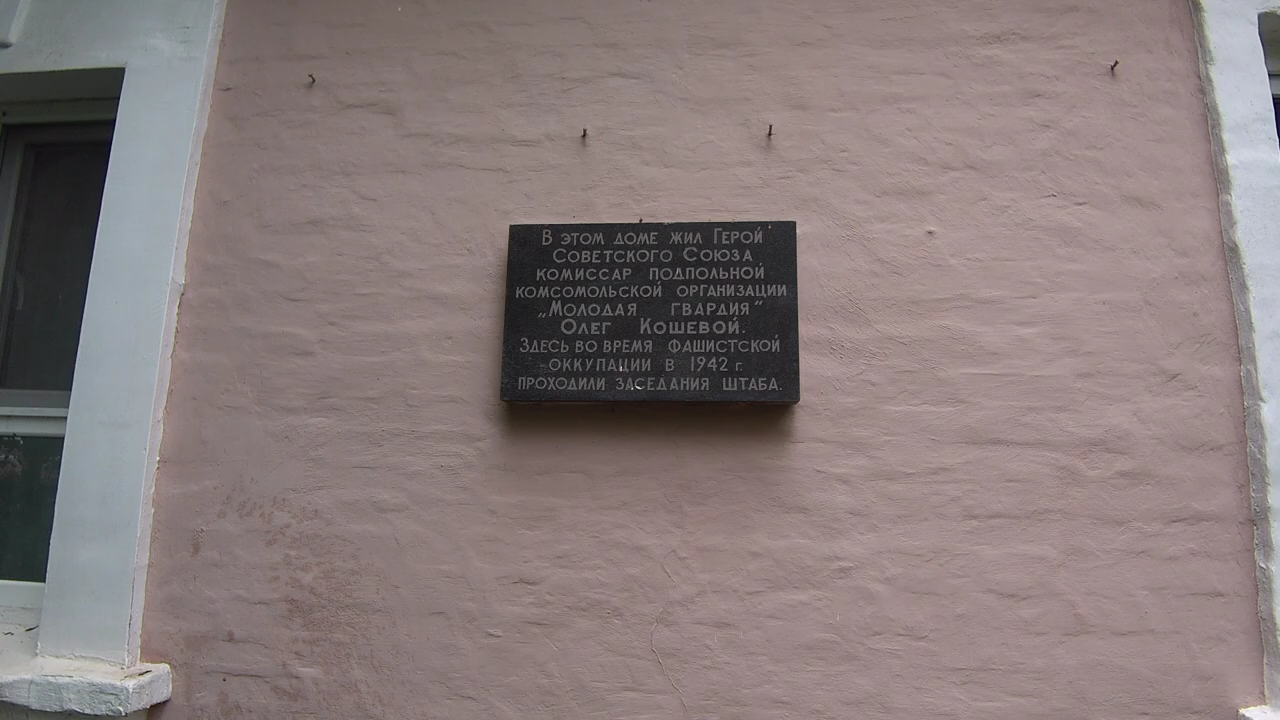 В этом доме жил Герой
Советского Союза
комиссар подпольной
комсомольской организации
„Молодая гвардия”
Олег Кошевой.
Здесь во время фашистской
оккупации в 1942 г.
проходили заседания штаба.